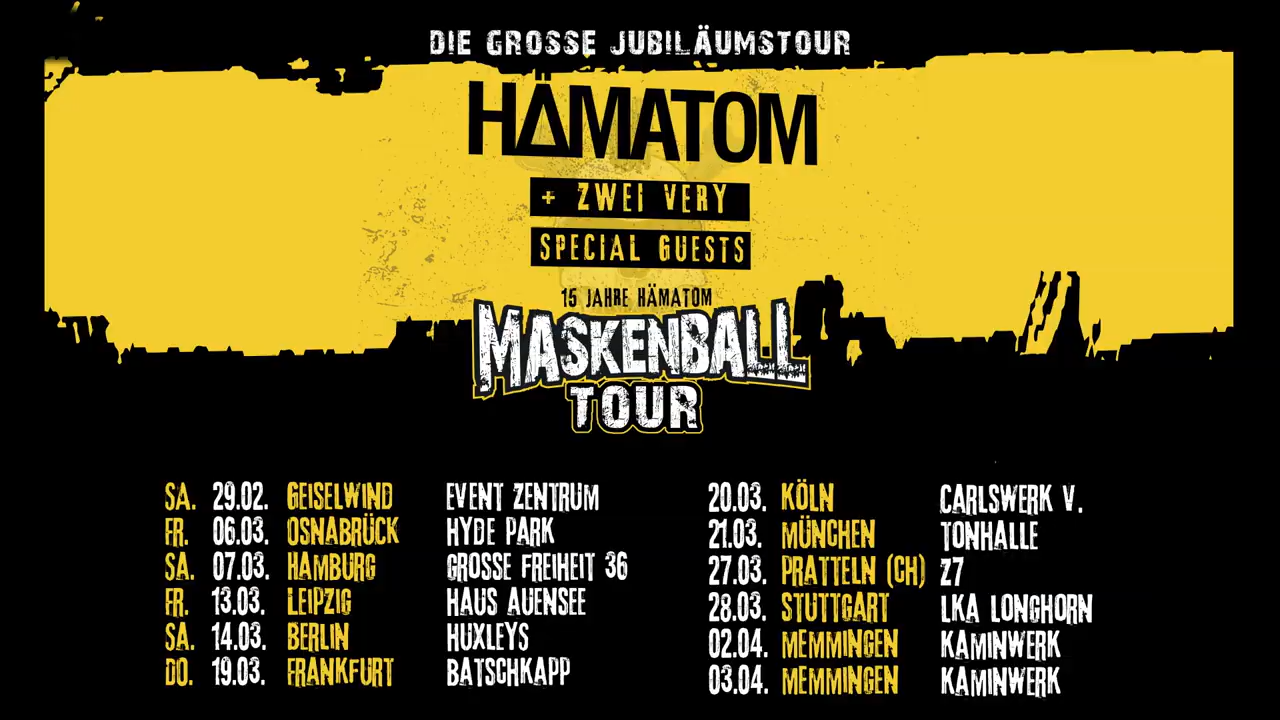 DIE GROSSE JUBILÄUMSTOUR
HÄMATOM
+ ZWEI VERY
SPECIAL GUESTS
15 JAHRE HÄMATOM
MASKENBALL
TOUR
SA. 29.02. GEISELWIND EVENT ZENTRUM
FR. 06.03. OSNABRÜCK HYDE PARK
SA. 07.03. HAMBURG GROSSE FREIHEIT 36
FR. 13.03. LEIPZIG HAUS AUENSEE
SA. 14.03. BERLIN HUXLEYS
DO. 19.03. FRANKFURT BATSCHKAPP
20.03. KÖLN CARLSWERK V.
21.03. MÜNCHEN TONHALLE
27.03. PRATTELN (CH) Z7
28.03. STUTTGART LKA LONGHORN
02.04. MEMMINGEN KAMINWERK
03.04. MEMMINGEN KAMINWERK